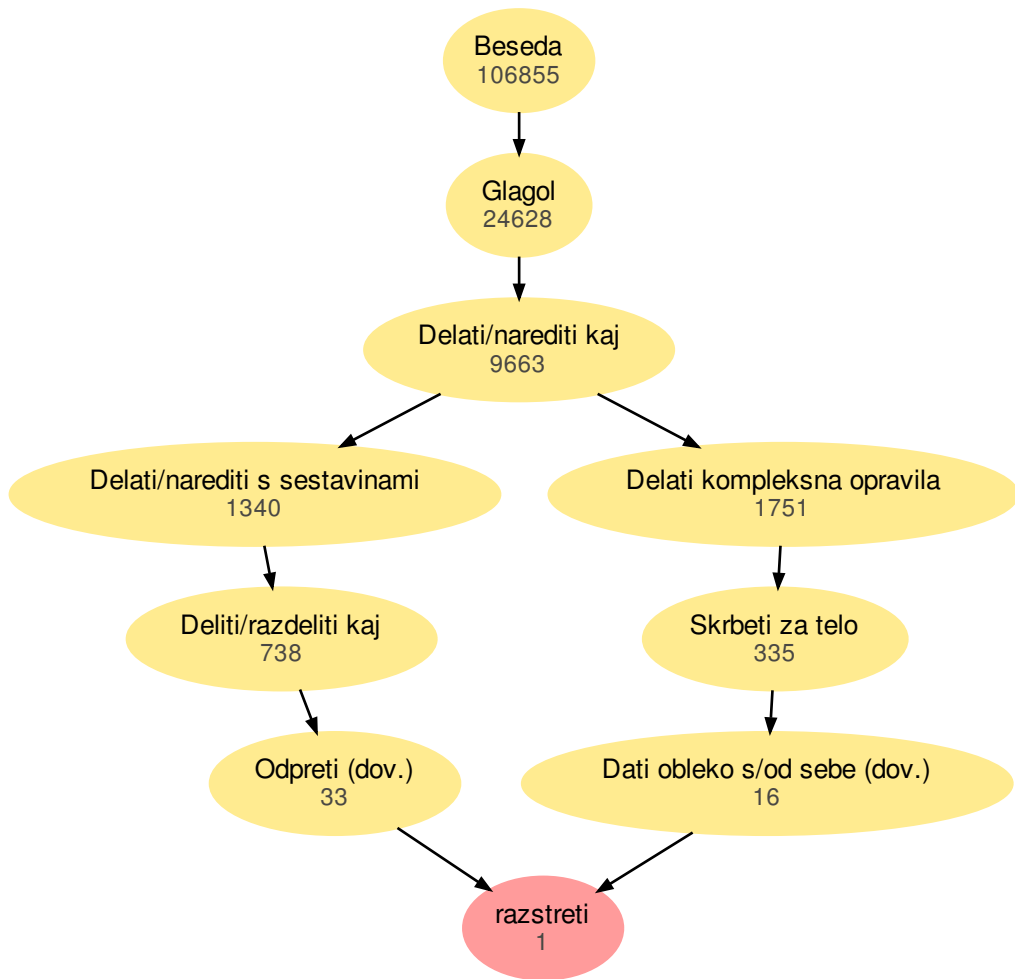 Beseda
106855
Glagol
24628
Delati/narediti kaj
9663
Delati/narediti s sestavinami
1340
Delati kompleksna opravila
1751
Deliti/razdeliti kaj
738
Skrbeti za telo
335
Odpreti (dov.)
33
Dati obleko s/od sebe (dov.)
16
razstreti
1